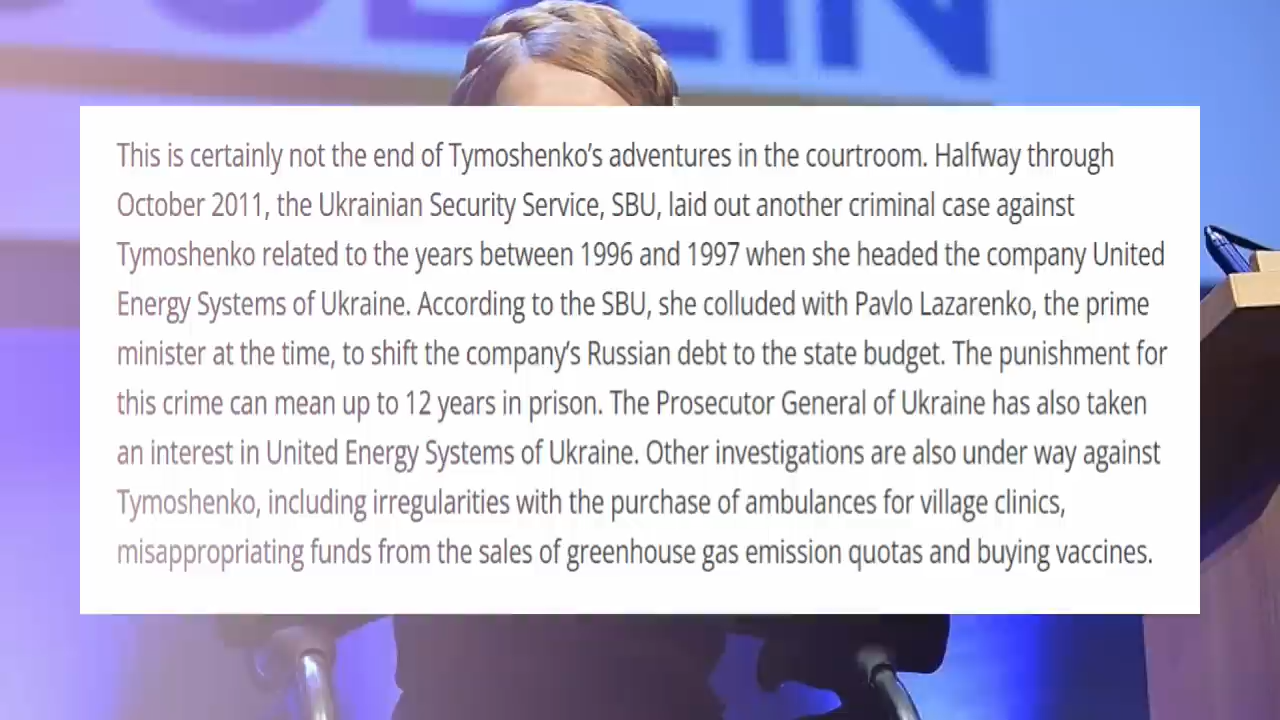 This is certainly not the end of Tymoshenko’s adventures in the courtroom. Halfway through
October 2011, the Ukrainian Security Service, SBU, laid out another criminal case against
Tymoshenko related to the years between 1996 and 1997 when she headed the company United
Energy Systems of Ukraine. According to the SBU, she colluded with Pavlo Lazarenko, the prime
minister at the time, to shift the company’s Russian debt to the state budget. The punishment for
this crime can mean up to 12 years in prison. The Prosecutor General of Ukraine has also taken
an interest in United Energy Systems of Ukraine. Other investigations are also under way against
Tymoshenko, including irregularities with the purchase of ambulances for village clinics,
misappropriating funds from the sales of greenhouse gas emission quotas and buying vaccines.